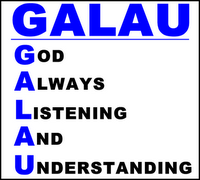 GALAU
GOD
ALWAYS
LISTENING
AND
UNDERSTANDING